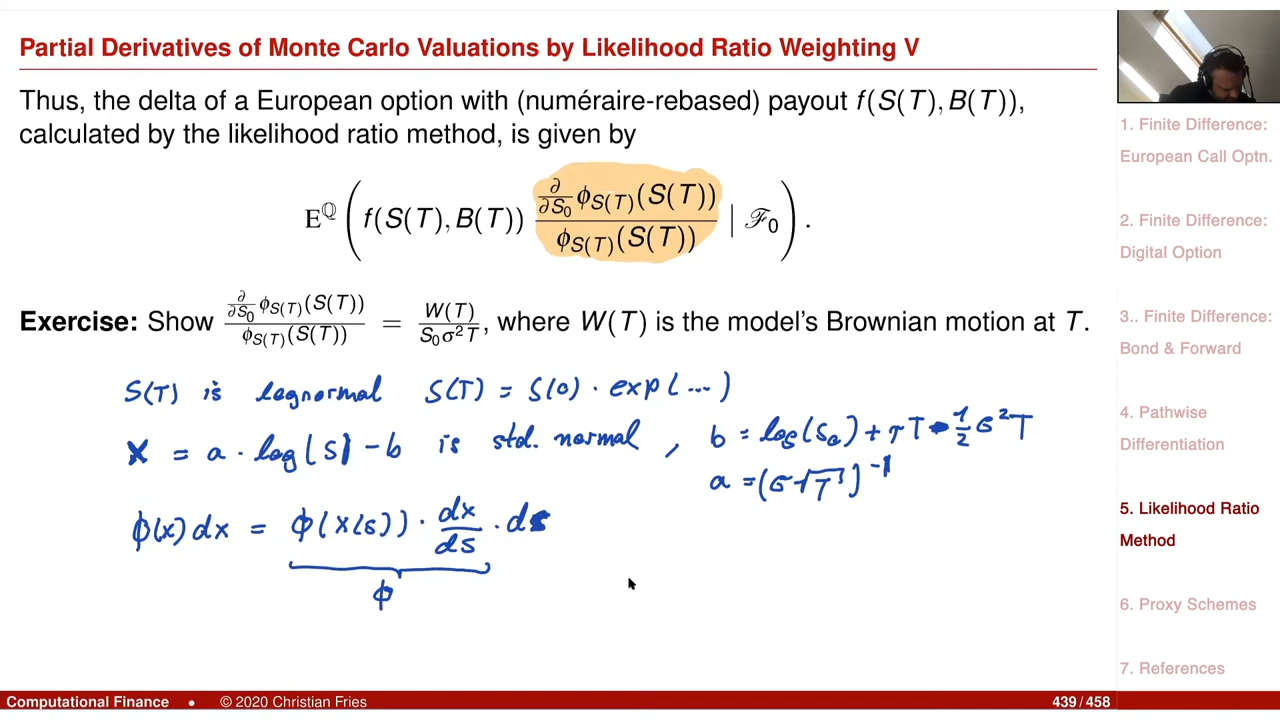 Partial Derivatives of Monte Carlo Valuations by Likelihood Ratio Weighting V
Thus, the delta of a European option with (numéraire-rebased) payout f(S(T), B(T)),
calculated by the likelihood ratio method, is given by
E^ℚ ( f(S(T), B(T)) (∂/∂S₀ ϕ_{S(T)}(S(T))) / (ϕ_{S(T)}(S(T))) | ℱ₀ ) .
Exercise: Show (∂/∂S₀ ϕ_{S(T)}(S(T))) / (ϕ_{S(T)}(S(T))) = W(T) / (S₀σ²T), where W(T) is the model's Brownian motion at T.
S(T) is lognormal S(T) = S(0) · exp(...)
X = a · log(S) - b is std. normal , b = log(S₀) + rT - 1/2 σ²T
a = (σ√T)⁻¹
ϕ(x) dx = ϕ(x(s)) · dx/ds · ds
ϕ
1. Finite Difference:
European Call Optn.
2. Finite Difference:
Digital Option
3.. Finite Difference:
Bond & Forward
4. Pathwise
Differentiation
5. Likelihood Ratio
Method
6. Proxy Schemes
7. References
Computational Finance • © 2020 Christian Fries 439/458